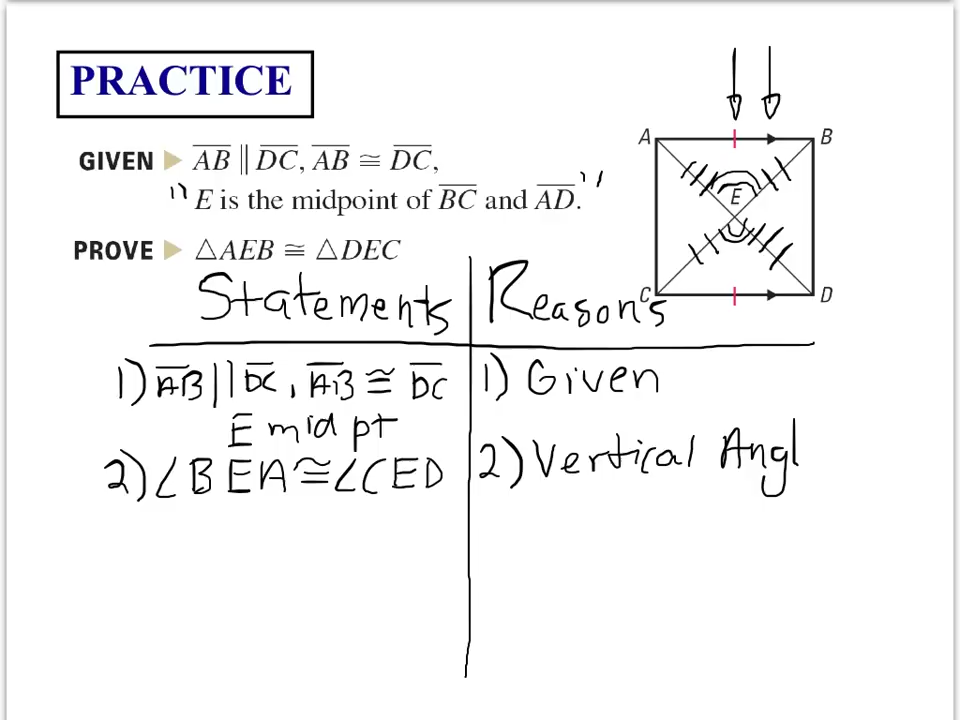 PRACTICE
GIVEN ▶ AB || DC, AB ≅ DC,
" E is the midpoint of BC and AD. "
PROVE ▶ △AEB ≅ △DEC
A B
E
C D
Statements Reasons
1) AB || DC, AB ≅ DC 1) Given
E midpt
2) ∠BEA ≅ ∠CED 2) Vertical Angl